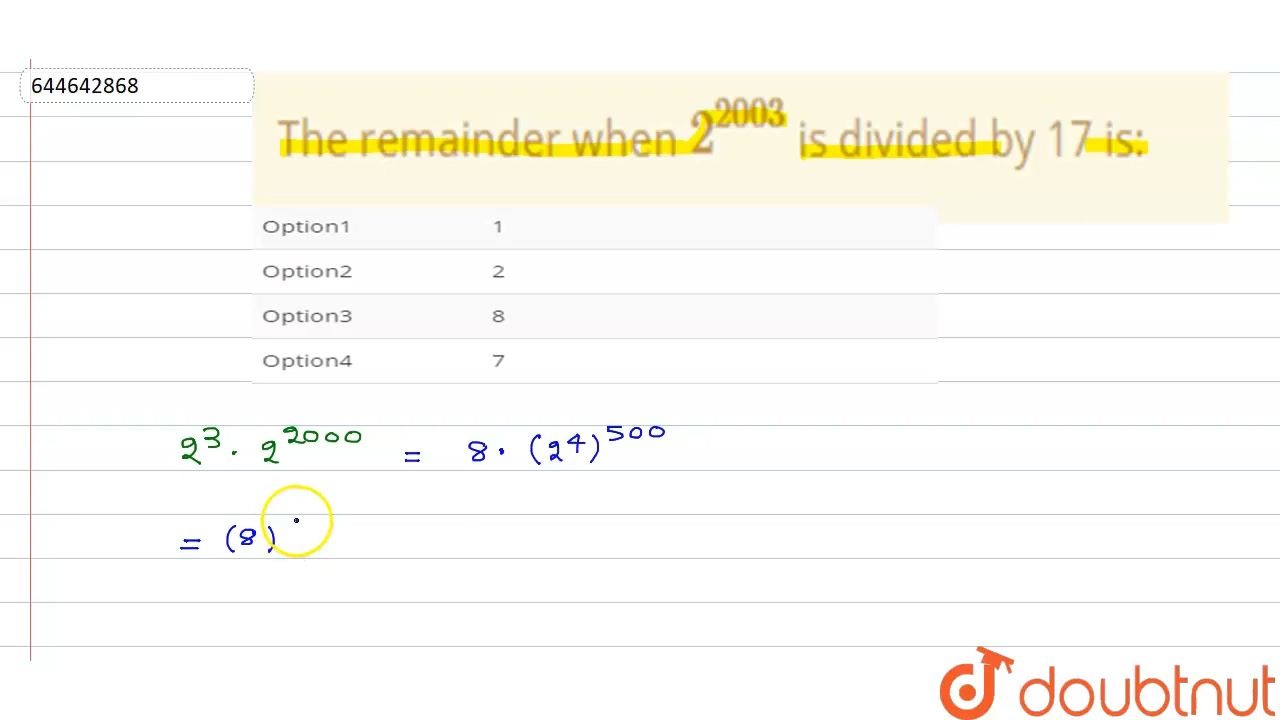 644642868
The remainder when 2^2003 is divided by 17 is:
Option1 1
Option2 2
Option3 8
Option4 7
2^3 · 2^2000 = 8 · (2^4)^500
= (8)
doubtnut